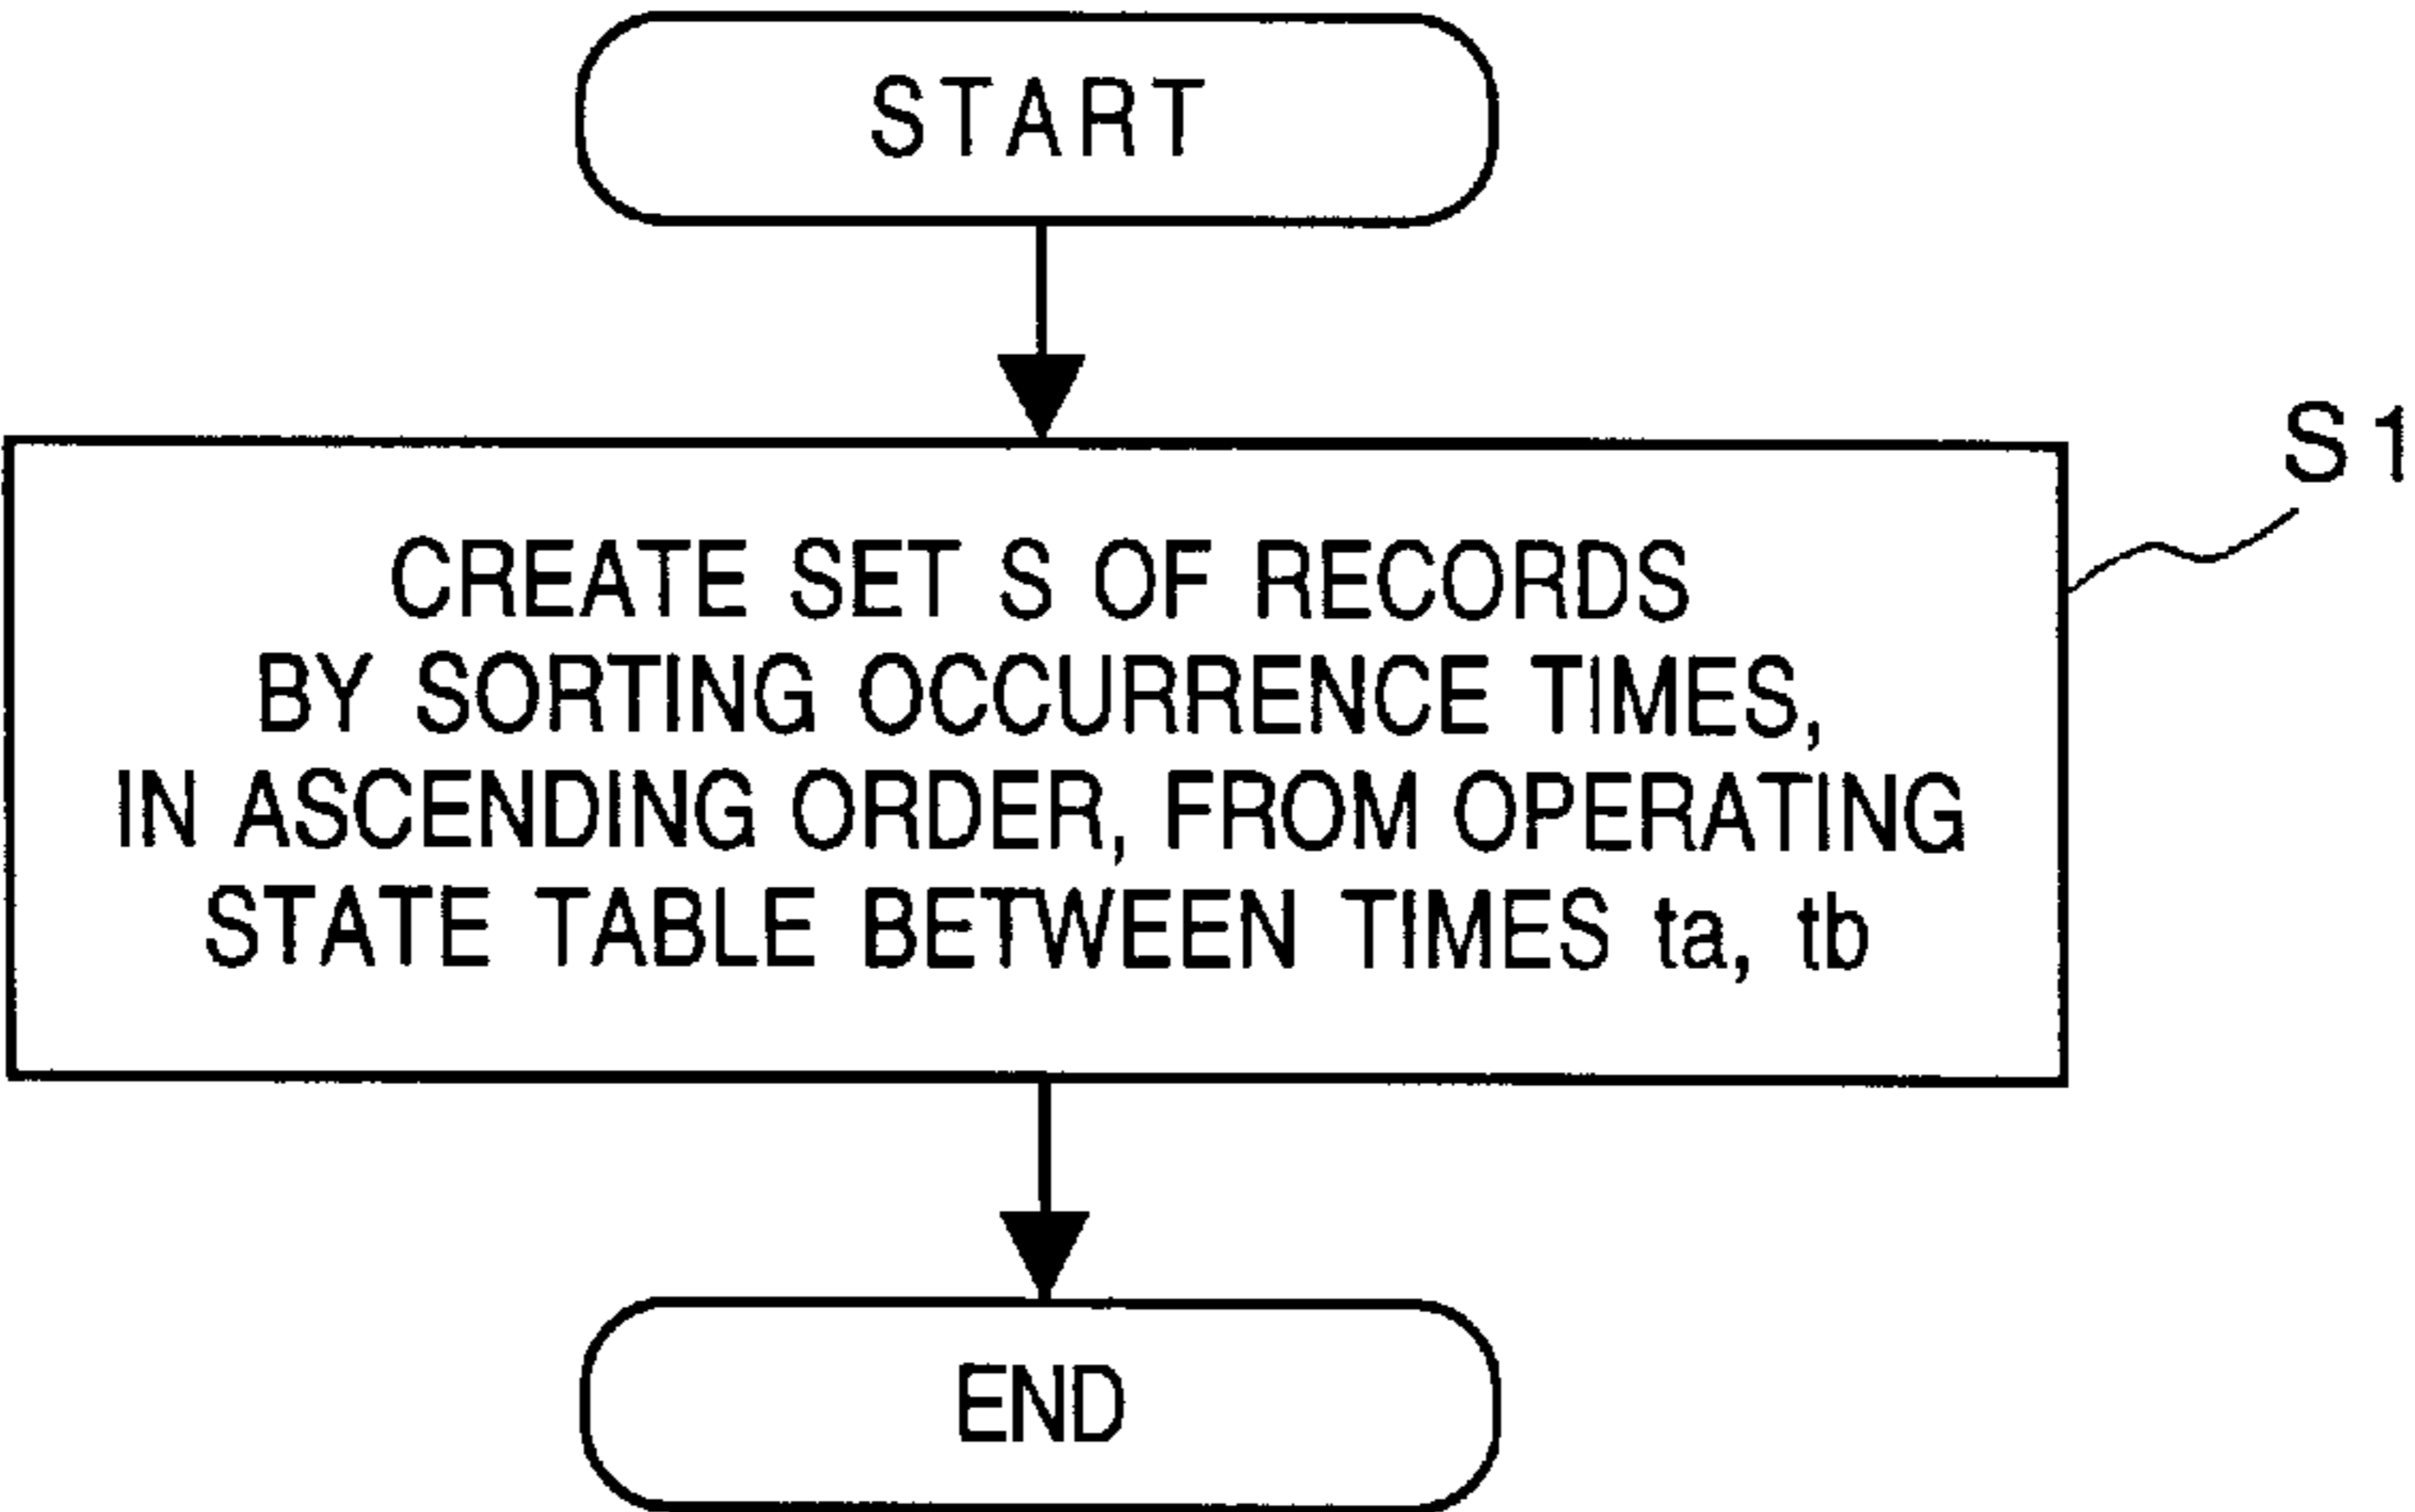 START
S1
CREATE SET S OF RECORDS
BY SORTING OCCURRENCE TIMES,
IN ASCENDING ORDER, FROM OPERATING
STATE TABLE BETWEEN TIMES ta, tb
END